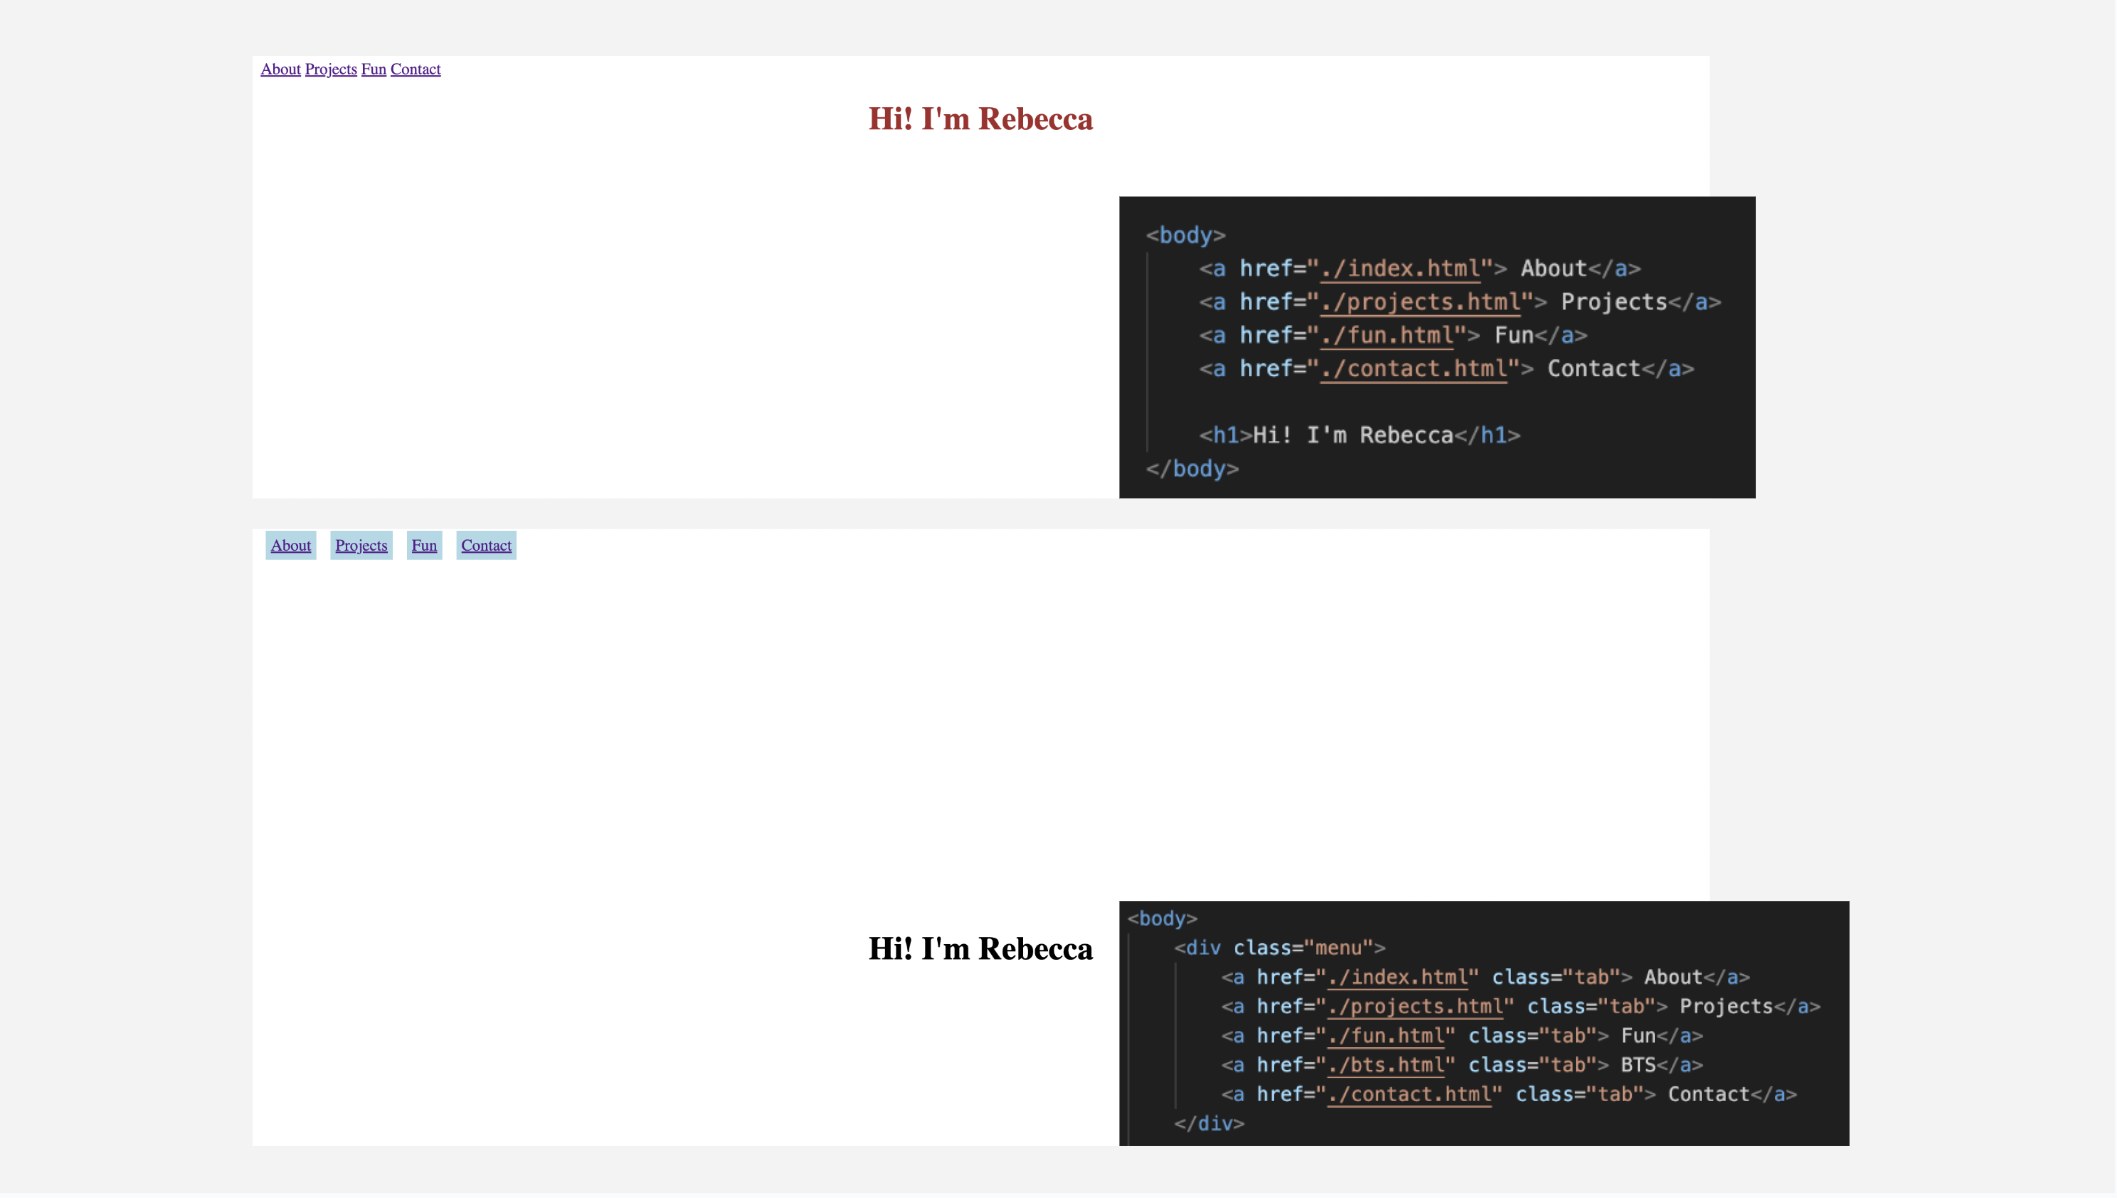 About Projects Fun Contact
Hi! I'm Rebecca
<body>
<a href="./index.html"> About</a>
<a href="./projects.html"> Projects</a>
<a href="./fun.html"> Fun</a>
<a href="./contact.html"> Contact</a>
<h1>Hi! I'm Rebecca</h1>
</body>
About Projects Fun Contact
Hi! I'm Rebecca
<body>
<div class="menu">
<a href="./index.html" class="tab"> About</a>
<a href="./projects.html" class="tab"> Projects</a>
<a href="./fun.html" class="tab"> Fun</a>
<a href="./bts.html" class="tab"> BTS</a>
<a href="./contact.html" class="tab"> Contact</a>
</div>